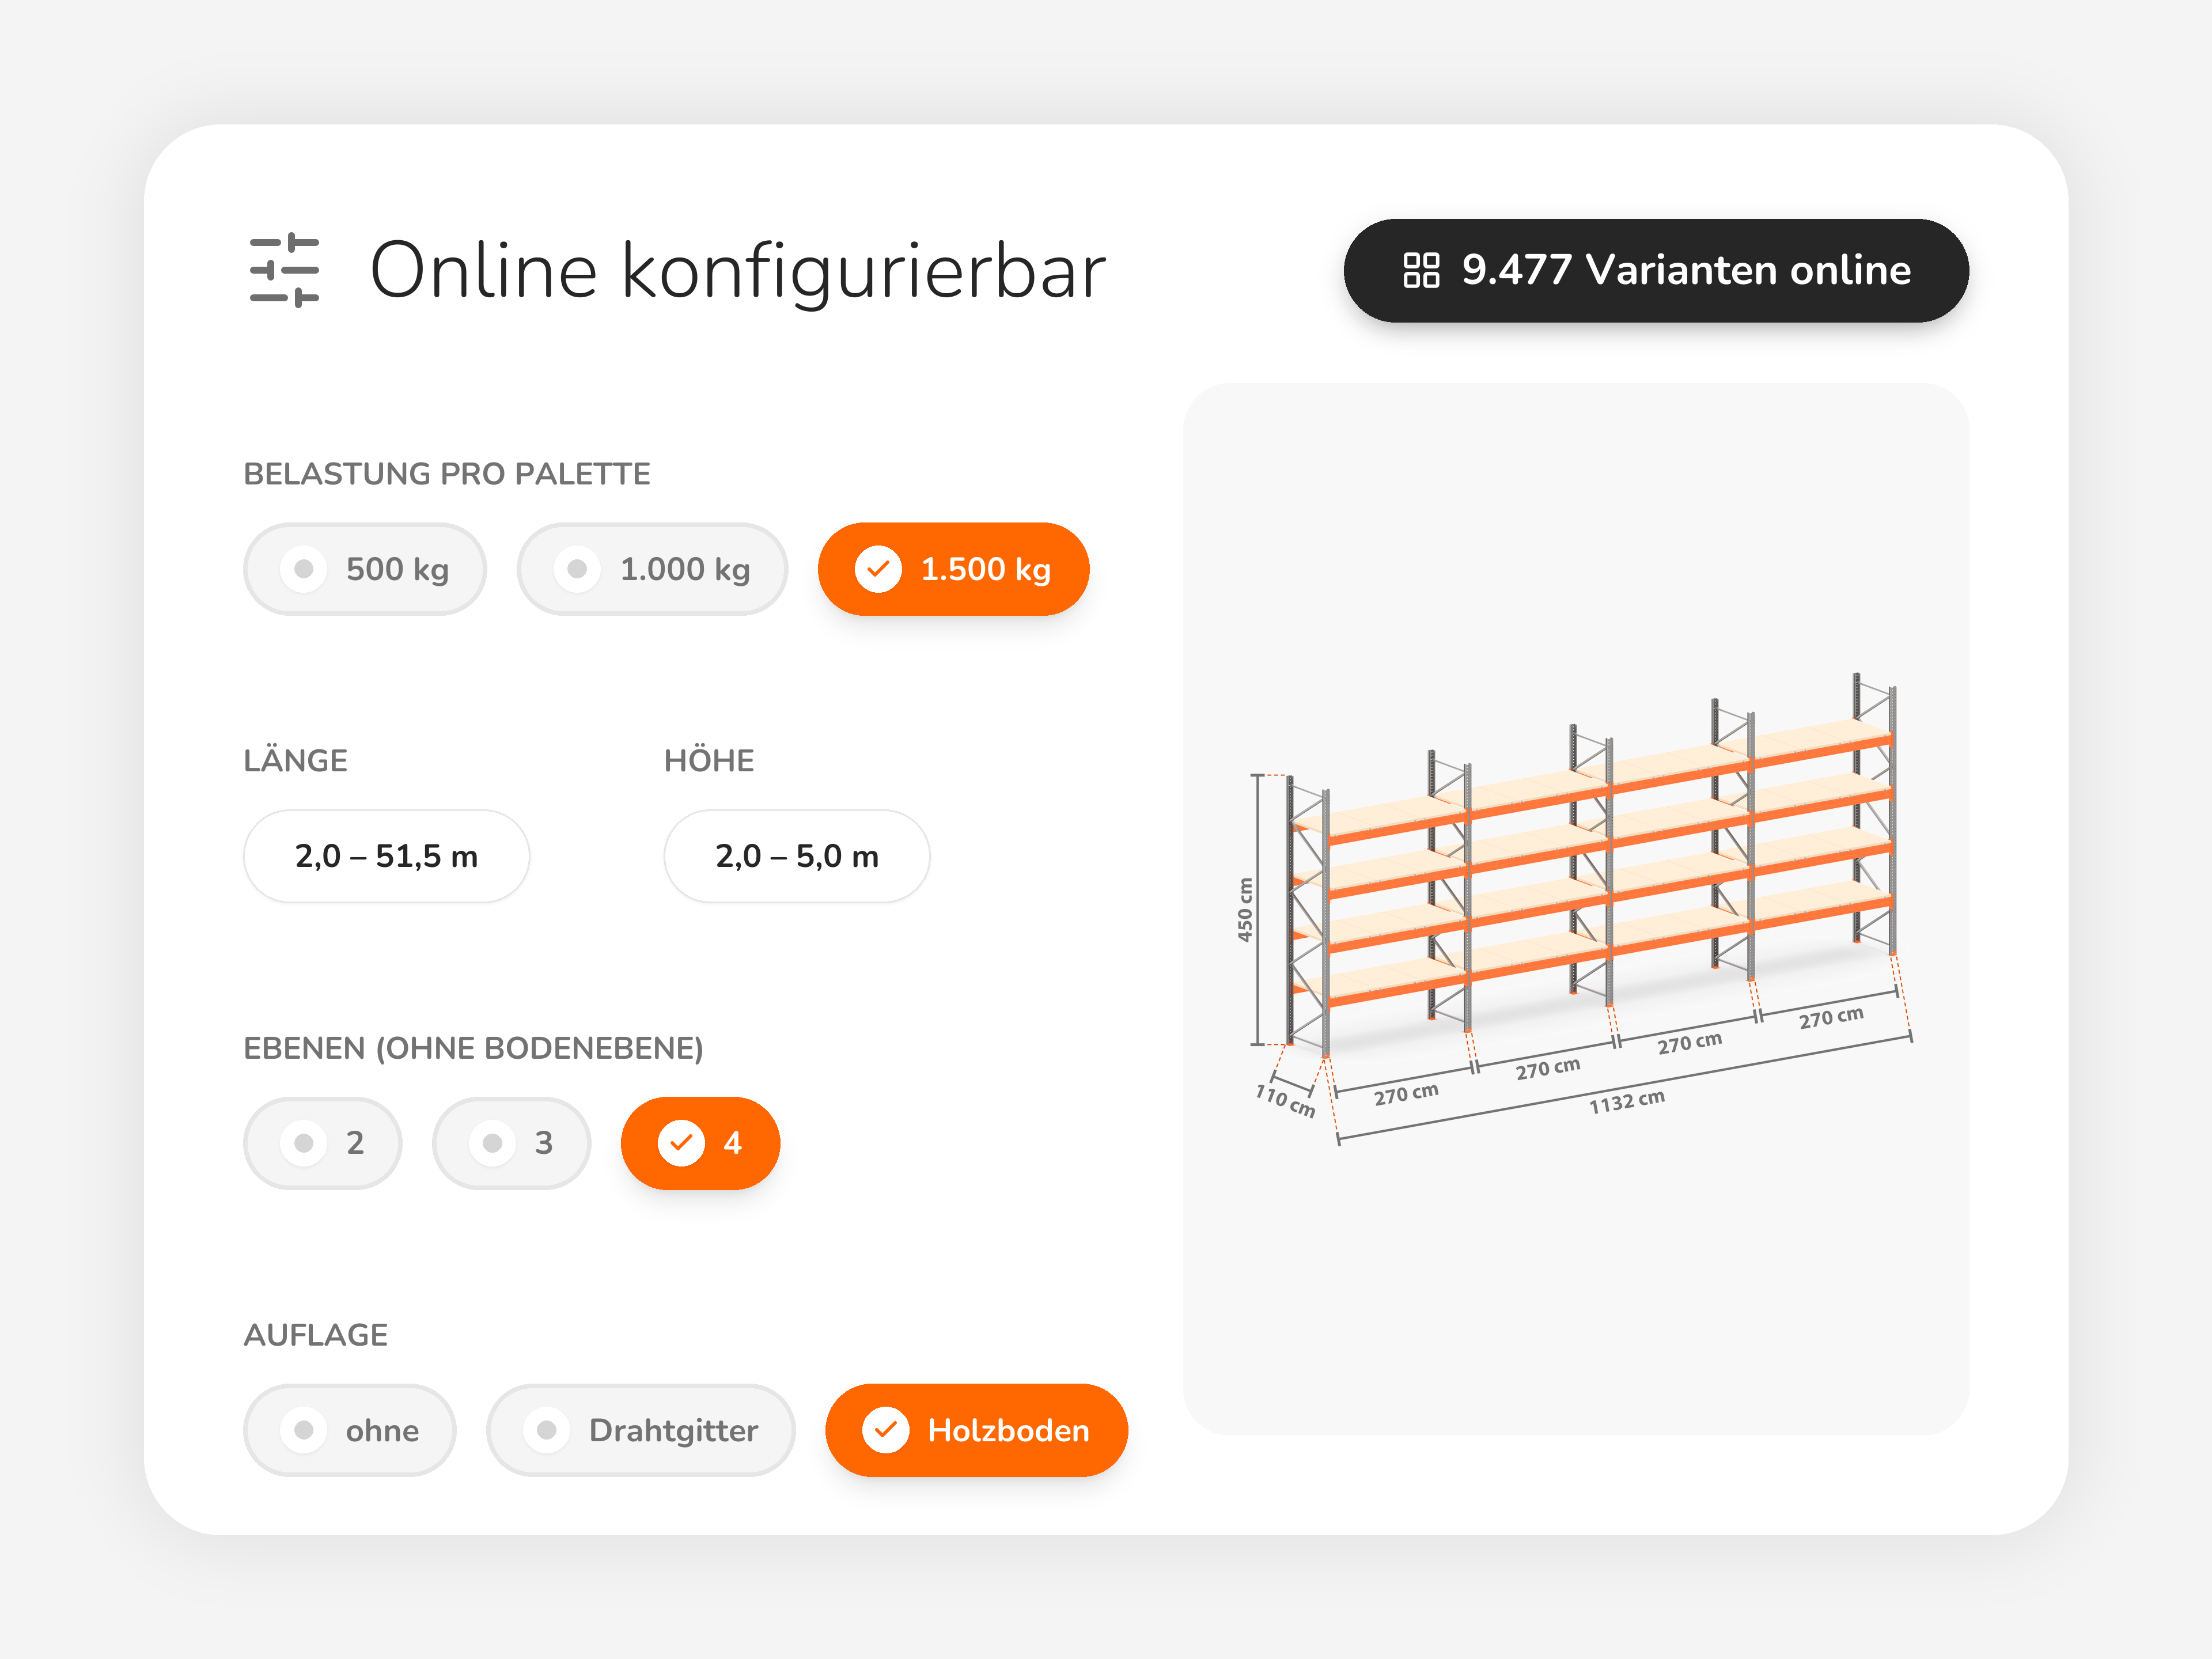 Online konfigurierbar
9.477 Varianten online
BELASTUNG PRO PALETTE
500 kg
1.000 kg
1.500 kg
LÄNGE
HÖHE
2,0 – 51,5 m
2,0 – 5,0 m
EBENEN (OHNE BODENEBENE)
2
3
4
AUFLAGE
ohne
Drahtgitter
Holzboden
450 cm
110 cm
270 cm
270 cm
270 cm
270 cm
1132 cm